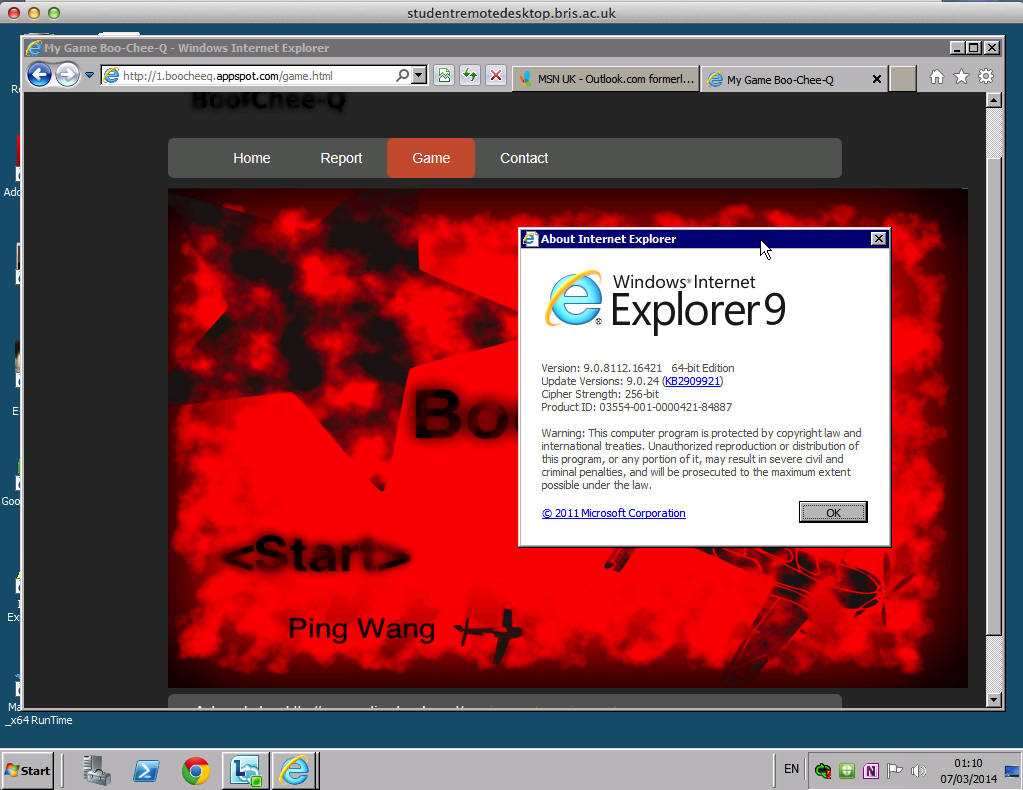 studentremotedesktop.bris.ac.uk
My Game Boo-Chee-Q - Windows Internet Explorer
http://1.boocheeq.appspot.com/game.html
MSN UK - Outlook.com formerl...
My Game Boo-Chee-Q
Boo-Chee-Q
Home Report Game Contact
About Internet Explorer
Windows® Internet
Explorer 9
Version: 9.0.8112.16421 64-bit Edition
Update Versions: 9.0.24 (KB2909921)
Cipher Strength: 256-bit
Product ID: 03554-001-0000421-84887
Warning: This computer program is protected by copyright law and
international treaties. Unauthorized reproduction or distribution of
this program, or any portion of it, may result in severe civil and
criminal penalties, and will be prosecuted to the maximum extent
possible under the law.
© 2011 Microsoft Corporation
OK
Boo
<Start>
Ping Wang
Re
Ado
E
Goo
Ex
Ma
_x64 RunTime
Start
EN
01:10
07/03/2014